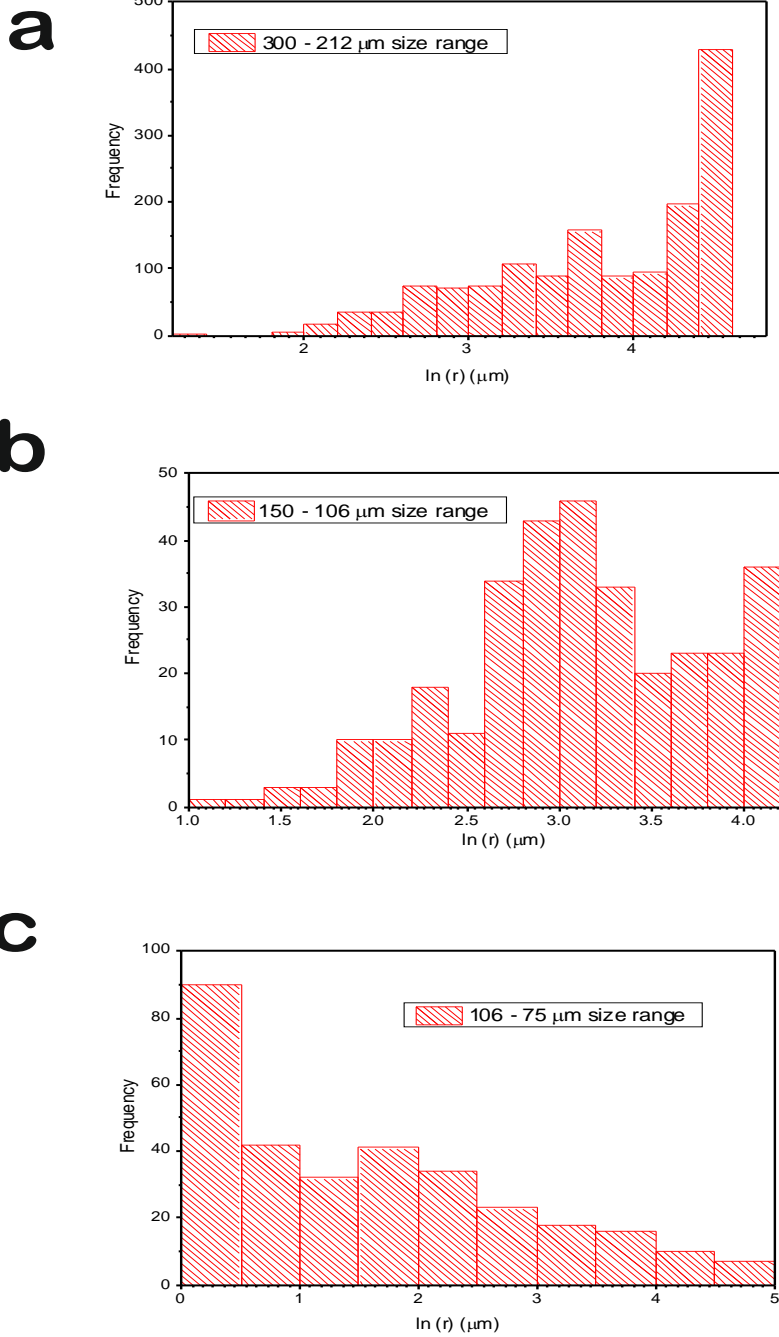 a
500
300 - 212 μm size range
400
300
200
100
0
Frequency
2
3
4
ln (r) (μm)
b
50
150 - 106 μm size range
40
30
20
10
0
Frequency
1.0
1.5
2.0
2.5
3.0
3.5
4.0
ln (r) (μm)
c
100
106 - 75 μm size range
80
60
40
20
0
Frequency
0
1
2
3
4
5
ln (r) (μm)